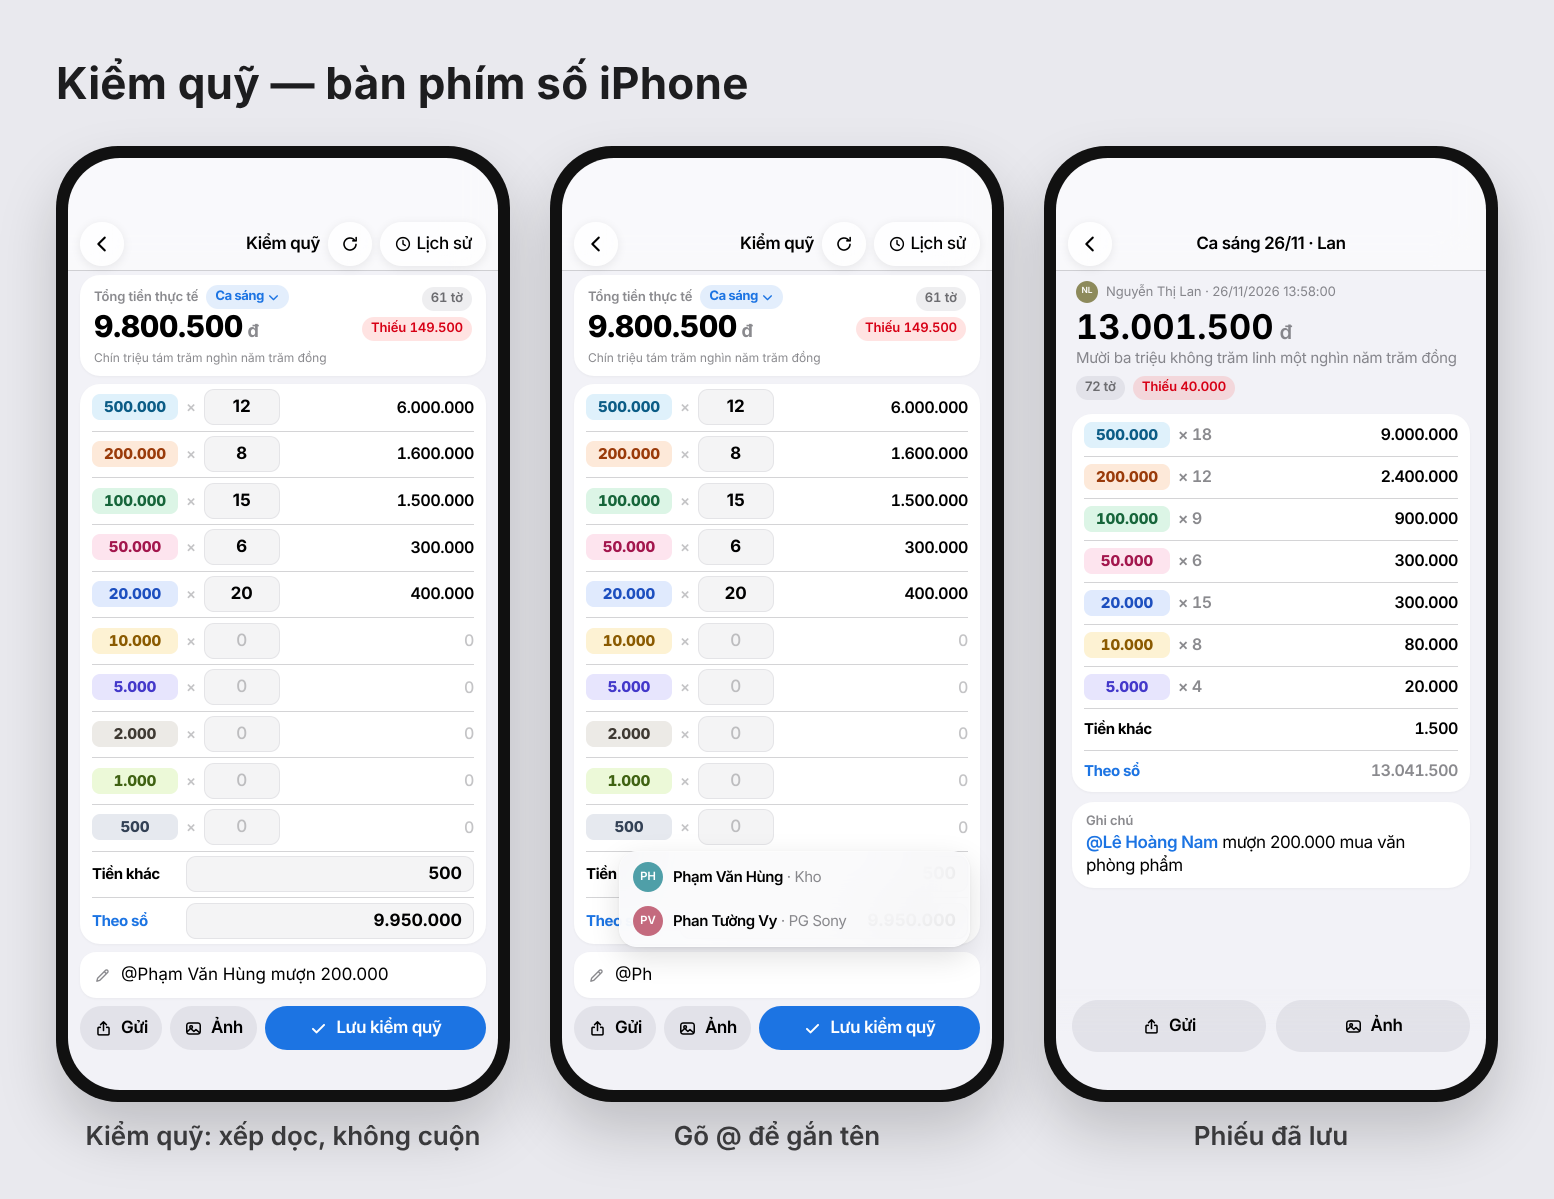 Kiểm quỹ — bàn phím số iPhone
Kiểm quỹ
Lịch sử
Tổng tiền thực tế
Ca sáng
61 tờ
9.800.500 đ
Thiếu 149.500
Chín triệu tám trăm nghìn năm trăm đồng
500.000 × 12 6.000.000
200.000 × 8 1.600.000
100.000 × 15 1.500.000
50.000 × 6 300.000
20.000 × 20 400.000
10.000 × 0 0
5.000 × 0 0
2.000 × 0 0
1.000 × 0 0
500 × 0 0
Tiền khác 500
Theo sổ 9.950.000
@Phạm Văn Hùng mượn 200.000
Gửi
Ảnh
Lưu kiểm quỹ
Kiểm quỹ: xếp dọc, không cuộn
Kiểm quỹ
Lịch sử
Tổng tiền thực tế
Ca sáng
61 tờ
9.800.500 đ
Thiếu 149.500
Chín triệu tám trăm nghìn năm trăm đồng
500.000 × 12 6.000.000
200.000 × 8 1.600.000
100.000 × 15 1.500.000
50.000 × 6 300.000
20.000 × 20 400.000
10.000 × 0 0
5.000 × 0 0
2.000 × 0 0
1.000 × 0 0
500 × 0 0
Tiền 500
PH Phạm Văn Hùng · Kho
Theo 9.950.000
PV Phan Tường Vy · PG Sony
@Ph
Gửi
Ảnh
Lưu kiểm quỹ
Gõ @ để gắn tên
Ca sáng 26/11 · Lan
NL Nguyễn Thị Lan · 26/11/2026 13:58:00
13.001.500 đ
Mười ba triệu không trăm linh một nghìn năm trăm đồng
72 tờ
Thiếu 40.000
500.000 × 18 9.000.000
200.000 × 12 2.400.000
100.000 × 9 900.000
50.000 × 6 300.000
20.000 × 15 300.000
10.000 × 8 80.000
5.000 × 4 20.000
Tiền khác 1.500
Theo sổ 13.041.500
Ghi chú
@Lê Hoàng Nam mượn 200.000 mua văn
phòng phẩm
Gửi
Ảnh
Phiếu đã lưu